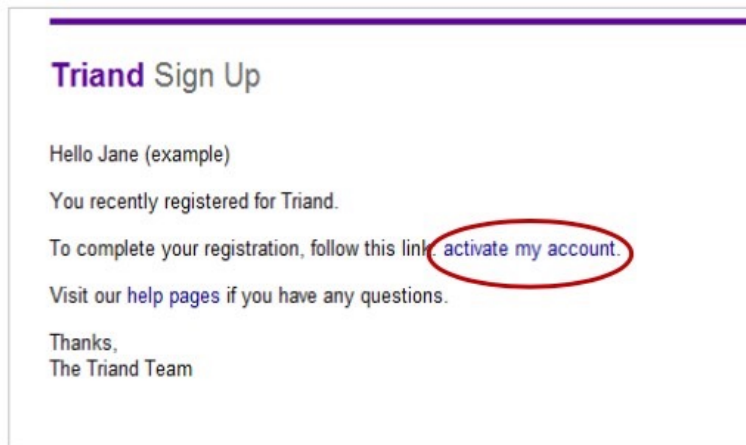 Triand Sign Up
Hello Jane (example)
You recently registered for Triand.
To complete your registration, follow this link. activate my account.
Visit our help pages if you have any questions.
Thanks,
The Triand Team